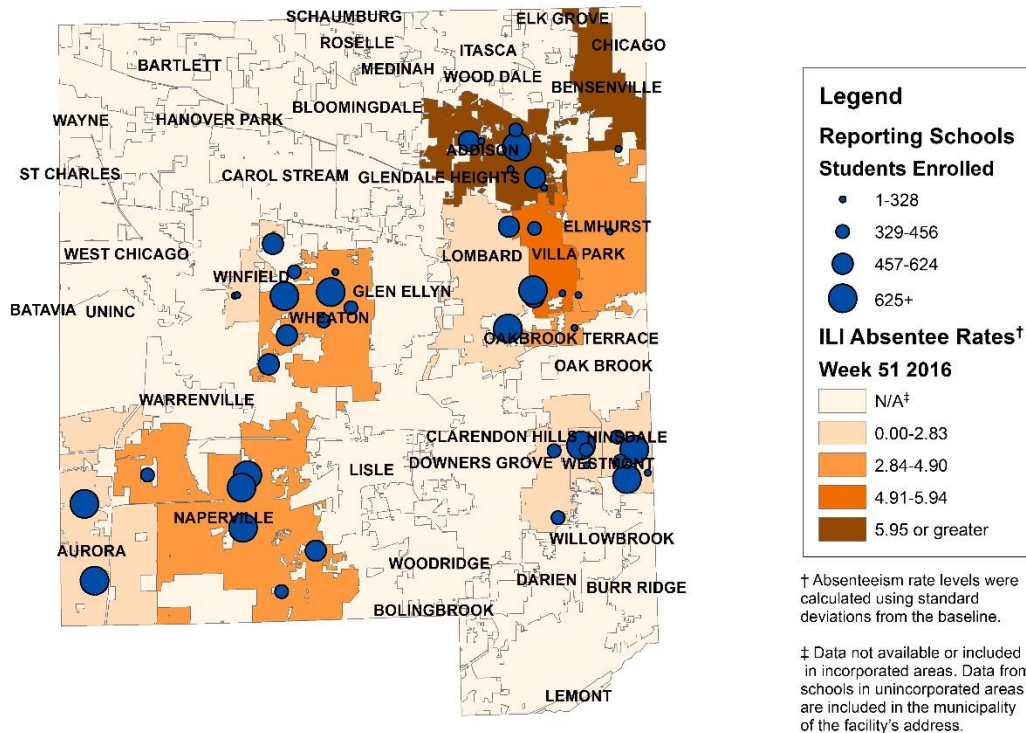 SCHAUMBURG
ELK GROVE
ROSELLE
ITASCA
CHICAGO
BARTLETT
MEDINAH
WOOD DALE
BENSENVILLE
BLOOMINGDALE
WAYNE
HANOVER PARK
ADDISON
ST CHARLES
CAROL STREAM
GLENDALE HEIGHTS
ELMHURST
WEST CHICAGO
LOMBARD
VILLA PARK
WINFIELD
GLEN ELLYN
BATAVIA
UNINC
WHEATON
OAKBROOK TERRACE
OAK BROOK
WARRENVILLE
CLARENDON HILLS
HINSDALE
LISLE
DOWNERS GROVE
WESTMONT
NAPERVILLE
WILLOWBROOK
AURORA
WOODRIDGE
DARIEN
BURR RIDGE
BOLINGBROOK
LEMONT
Legend
Reporting Schools
Students Enrolled
1-328
329-456
457-624
625+
ILI Absentee Rates†
Week 51 2016
N/A‡
0.00-2.83
2.84-4.90
4.91-5.94
5.95 or greater
† Absenteeism rate levels were
calculated using standard
deviations from the baseline.
‡ Data not available or included
in incorporated areas. Data from
schools in unincorporated areas
are included in the municipality
of the facility's address.